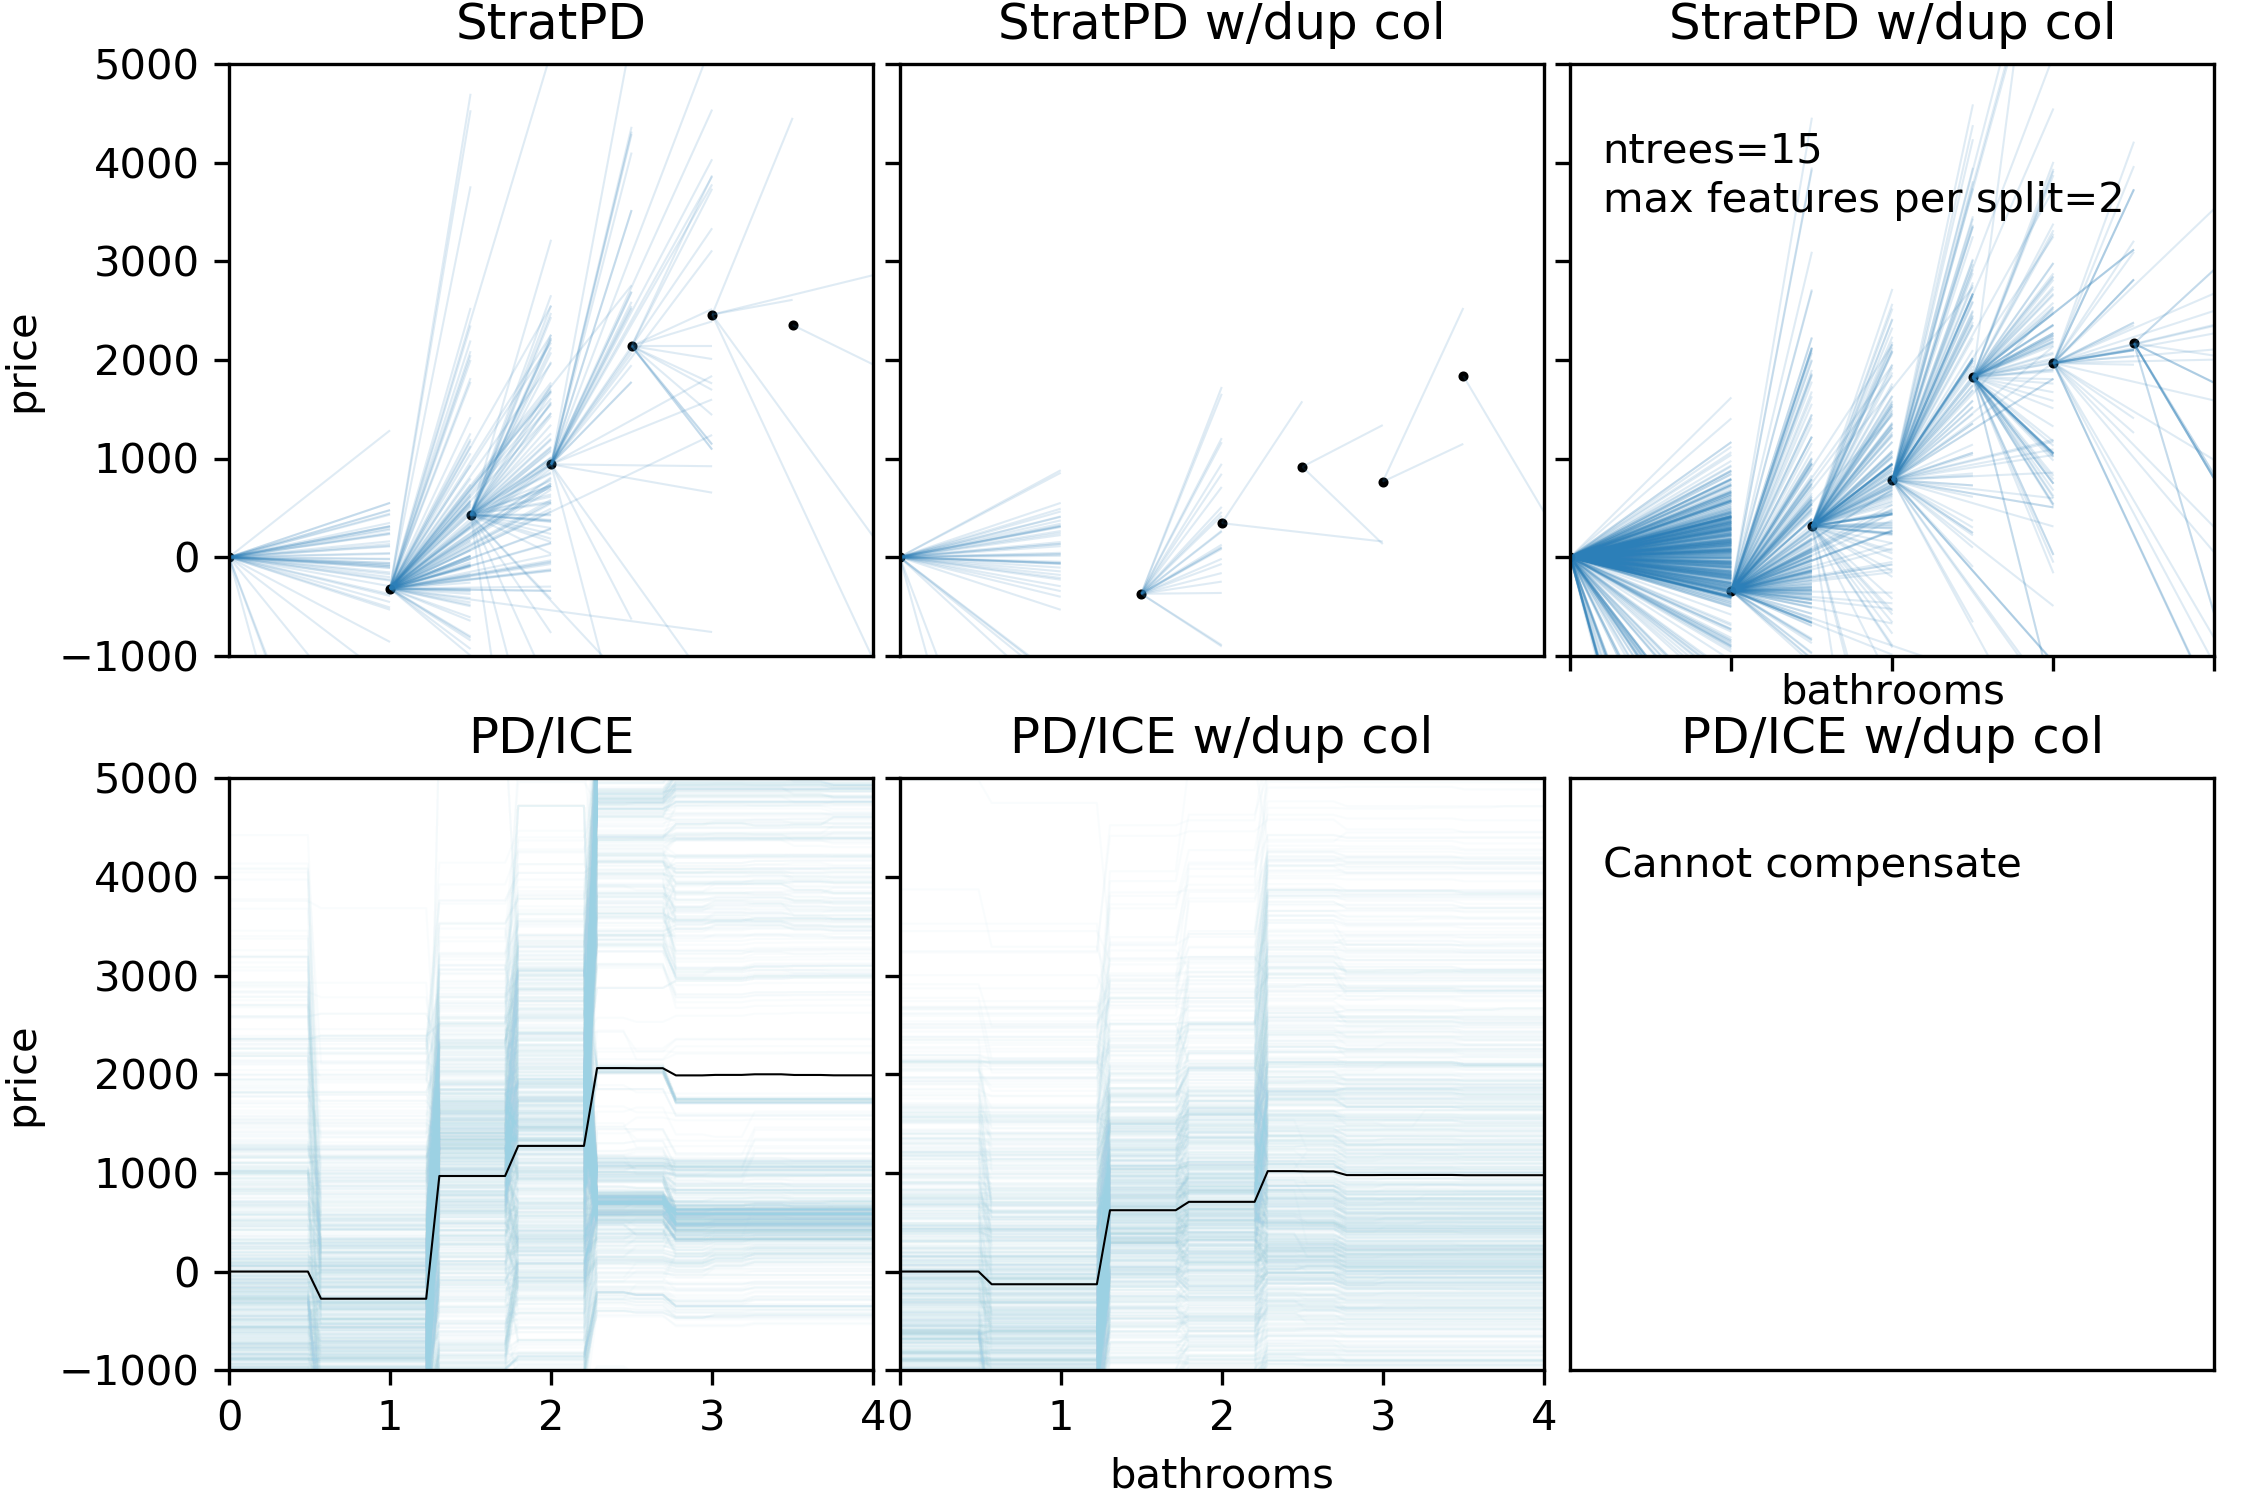 StratPD
StratPD w/dup col
StratPD w/dup col
5000
4000
3000
2000
1000
0
−1000
price
ntrees=15
max features per split=2
bathrooms
PD/ICE
PD/ICE w/dup col
PD/ICE w/dup col
5000
4000
3000
2000
1000
0
−1000
price
Cannot compensate
0 1 2 3 4
0 1 2 3 4
bathrooms